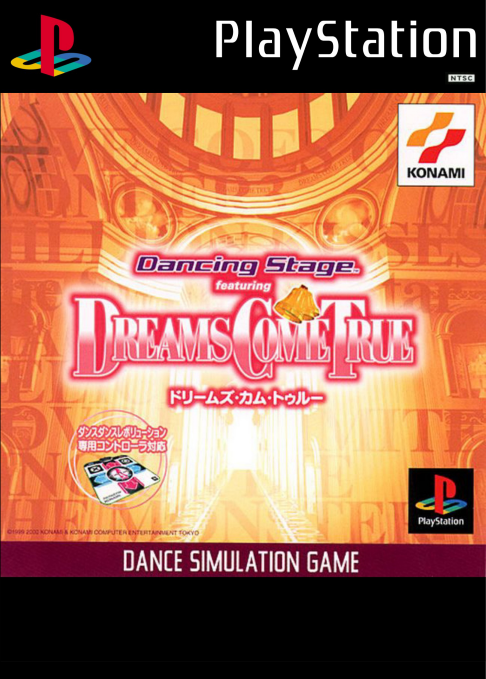 PlayStation
NTSC
KONAMI
Dancing Stage™
featuring
DREAMS COME TRUE
ドリームズ・カム・トゥルー
ダンスダンスレボリューション
専用コントローラ対応
PlayStation
©1999 2000 KONAMI & KONAMI COMPUTER ENTERTAINMENT TOKYO
DANCE SIMULATION GAME